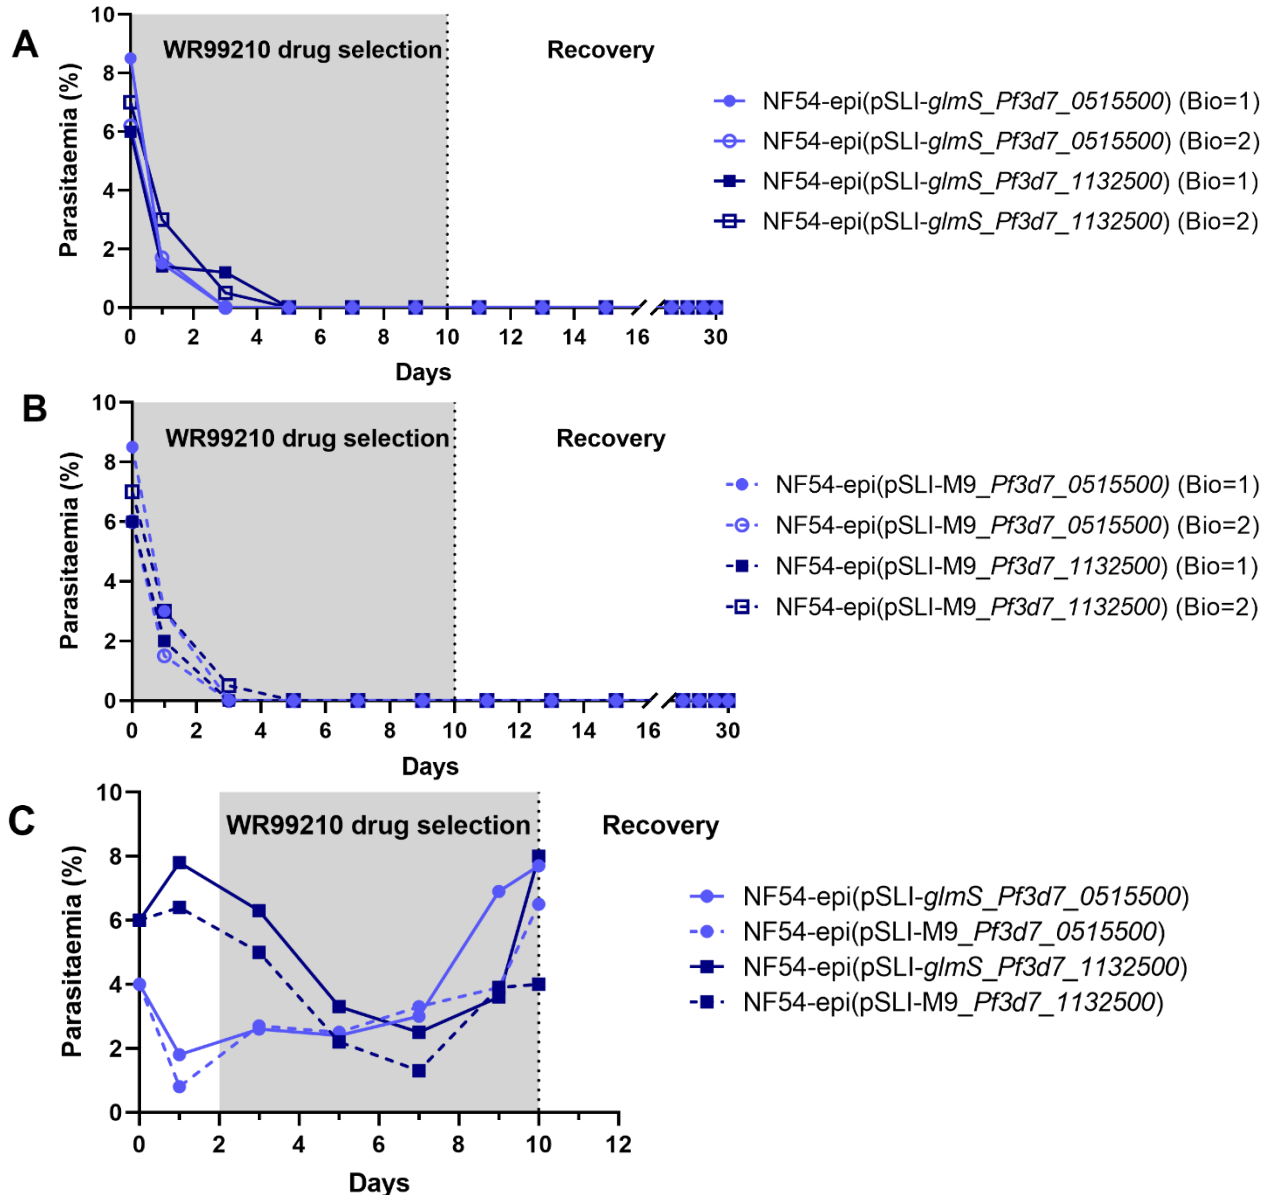 A
WR99210 drug selection
Recovery
Parasitaemia (%)
10
8
6
4
2
0
0 2 4 6 8 10 12 14 16 30
Days
NF54-epi(pSLI-glmS_Pf3d7_0515500) (Bio=1)
NF54-epi(pSLI-glmS_Pf3d7_0515500) (Bio=2)
NF54-epi(pSLI-glmS_Pf3d7_1132500) (Bio=1)
NF54-epi(pSLI-glmS_Pf3d7_1132500) (Bio=2)
B
WR99210 drug selection
Recovery
Parasitaemia (%)
10
8
6
4
2
0
0 2 4 6 8 10 12 14 16 30
Days
NF54-epi(pSLI-M9_Pf3d7_0515500) (Bio=1)
NF54-epi(pSLI-M9_Pf3d7_0515500) (Bio=2)
NF54-epi(pSLI-M9_Pf3d7_1132500) (Bio=1)
NF54-epi(pSLI-M9_Pf3d7_1132500) (Bio=2)
C
WR99210 drug selection
Recovery
Parasitaemia (%)
10
8
6
4
2
0
0 2 4 6 8 10 12
Days
NF54-epi(pSLI-glmS_Pf3d7_0515500)
NF54-epi(pSLI-M9_Pf3d7_0515500)
NF54-epi(pSLI-glmS_Pf3d7_1132500)
NF54-epi(pSLI-M9_Pf3d7_1132500)